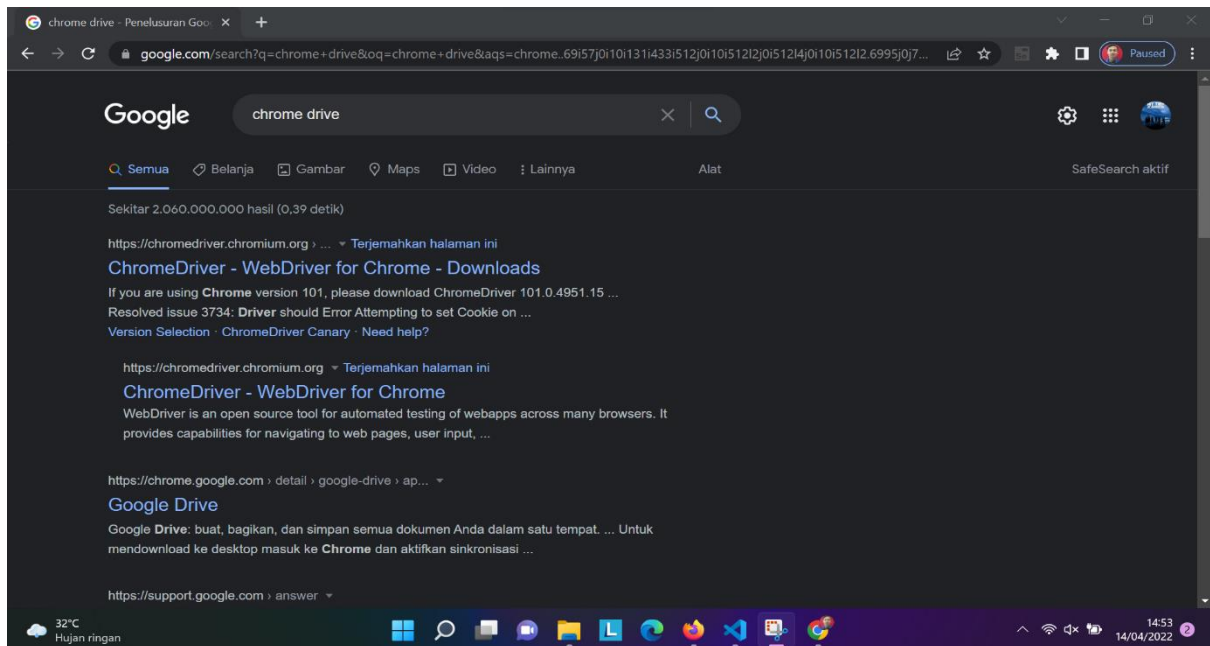 chrome drive - Penelusuran Goo
google.com/search?q=chrome+drive&oq=chrome+drive&aqs=chrome..69i57j0i10i131i433i512j0i10i512l2j0i512l4j0i10i512l2.6995j0j7... Paused
Google chrome drive
Semua Belanja Gambar Maps Video Lainnya Alat SafeSearch aktif
Sekitar 2.060.000.000 hasil (0,39 detik)
https://chromedriver.chromium.org › ... Terjemahkan halaman ini
ChromeDriver - WebDriver for Chrome - Downloads
If you are using Chrome version 101, please download ChromeDriver 101.0.4951.15 ...
Resolved issue 3734: Driver should Error Attempting to set Cookie on ...
Version Selection · ChromeDriver Canary · Need help?
https://chromedriver.chromium.org Terjemahkan halaman ini
ChromeDriver - WebDriver for Chrome
WebDriver is an open source tool for automated testing of webapps across many browsers. It
provides capabilities for navigating to web pages, user input, ...
https://chrome.google.com › detail › google-drive › ap...
Google Drive
Google Drive: buat, bagikan, dan simpan semua dokumen Anda dalam satu tempat. ... Untuk
mendownload ke desktop masuk ke Chrome dan aktifkan sinkronisasi ...
https://support.google.com › answer
32°C
Hujan ringan
L
14:53
14/04/2022 2